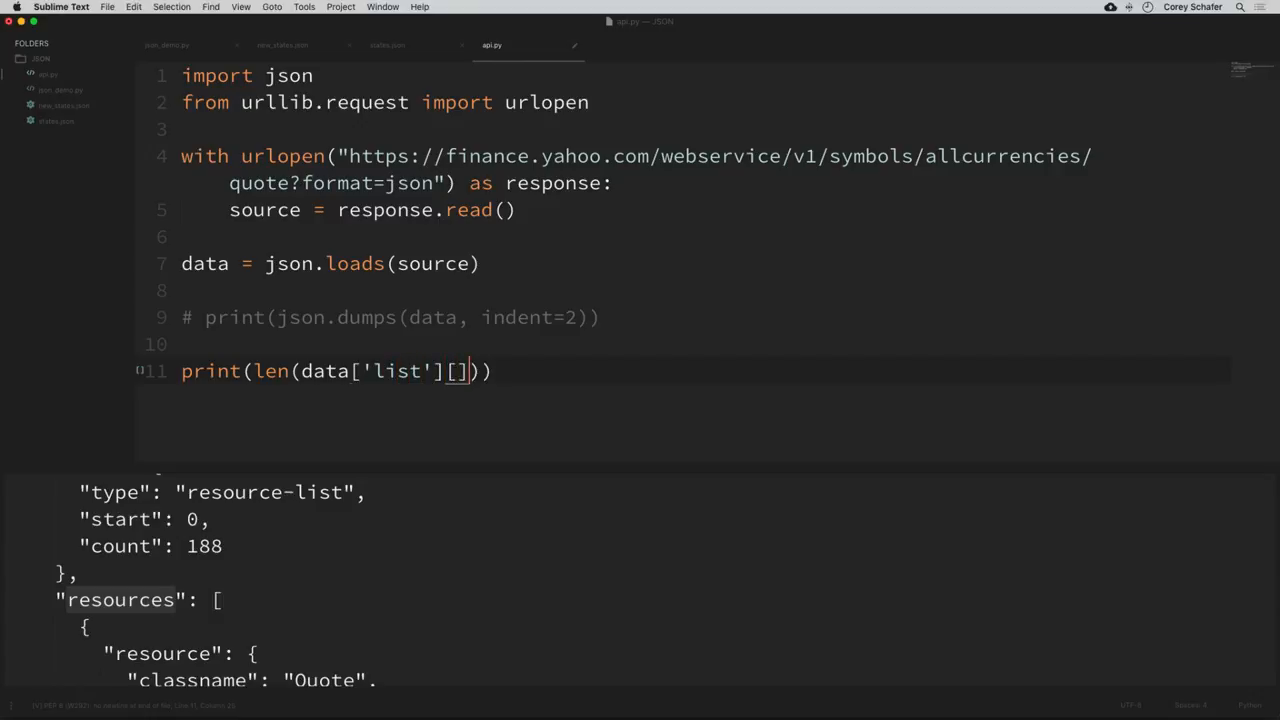 Sublime Text File Edit Selection Find View Goto Tools Project Window Help Corey Schafer
api.py — JSON
FOLDERS
JSON
api.py
json_demo.py
new_states.json
states.json
json_demo.py new_states.json states.json api.py
1 import json
2 from urllib.request import urlopen
3
4 with urlopen("https://finance.yahoo.com/webservice/v1/symbols/allcurrencies/
quote?format=json") as response:
5 source = response.read()
6
7 data = json.loads(source)
8
9 # print(json.dumps(data, indent=2))
10
11 print(len(data['list'][]))
"type": "resource-list",
"start": 0,
"count": 188
},
"resources": [
{
"resource": {
"classname": "Quote",
UTF-8 Spaces: 4 Python